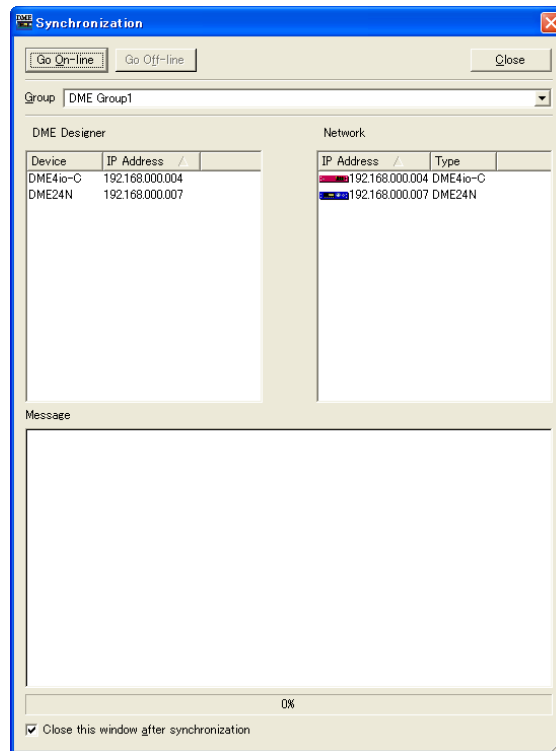 DME Synchronization
Go On-line Go Off-line Close
Group DME Group1
DME Designer Network
Device IP Address IP Address Type
DME4io-C 192.168.000.004 192.168.000.004 DME4io-C
DME24N 192.168.000.007 192.168.000.007 DME24N
Message
0%
Close this window after synchronization